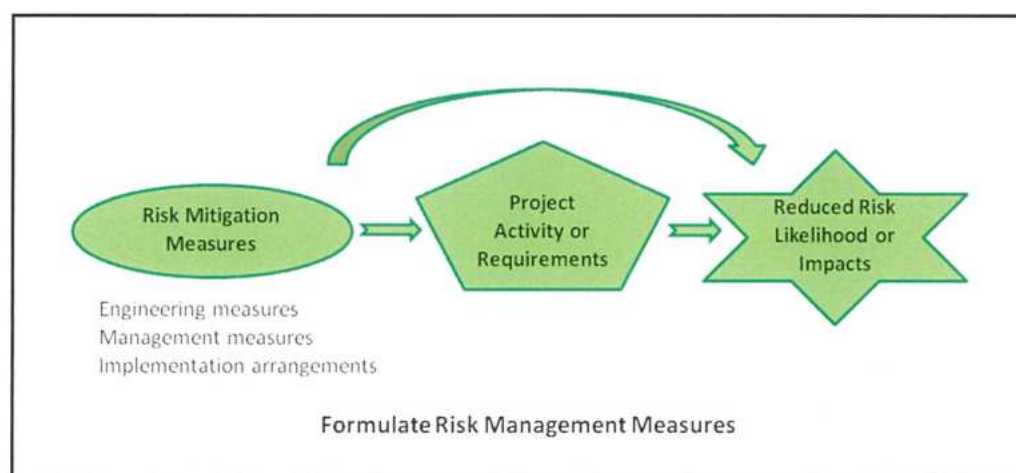 Risk Mitigation
Measures
Project
Activity or
Requirements
Reduced Risk
Likelihood or
Impacts
Engineering measures
Management measures
Implementation arrangements
Formulate Risk Management Measures